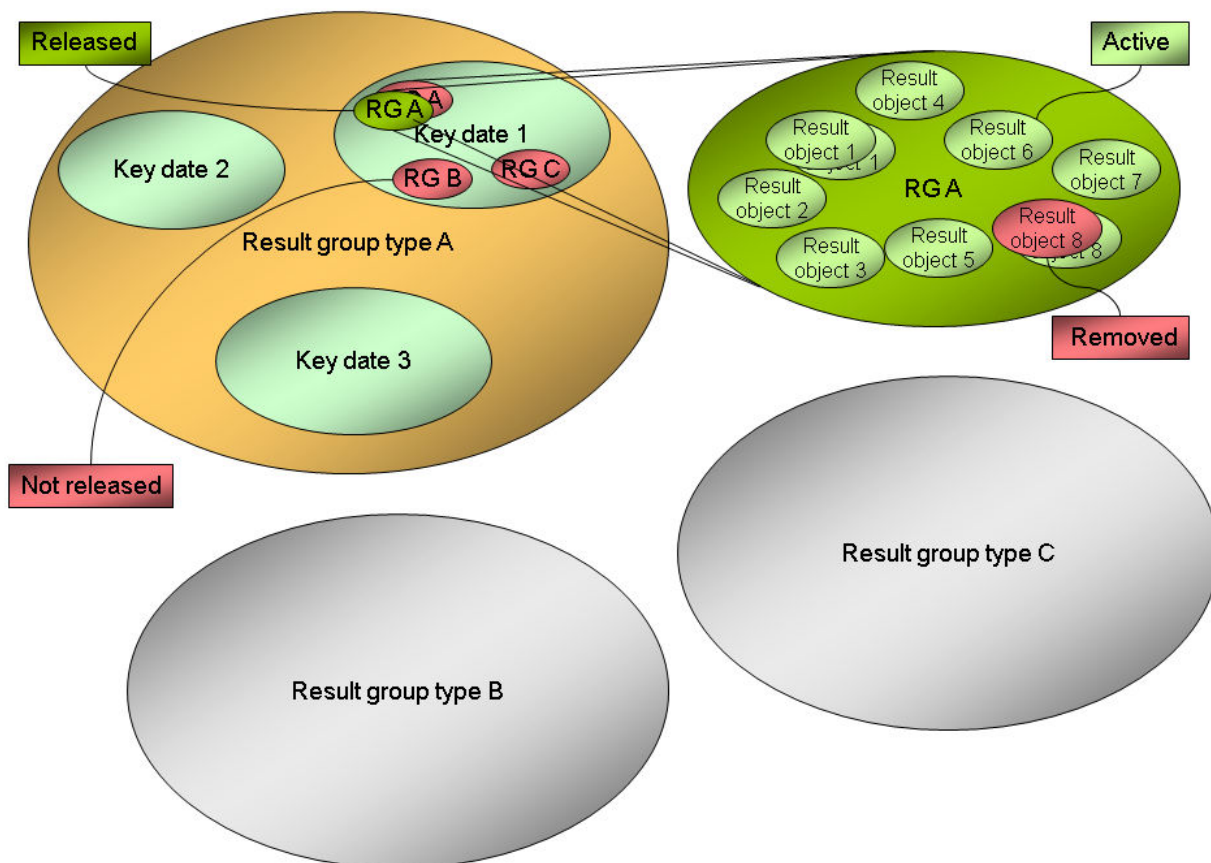 Released
Active
RG A
A
Key date 1
Key date 2
RG B
RG C
Result group type A
Key date 3
Not released
Result
object 4
Result
object 1
1
Result
object 6
Result
object 7
RG A
Result
object 2
Result
object 8
8
Result
object 3
Result
object 5
Removed
Result group type C
Result group type B